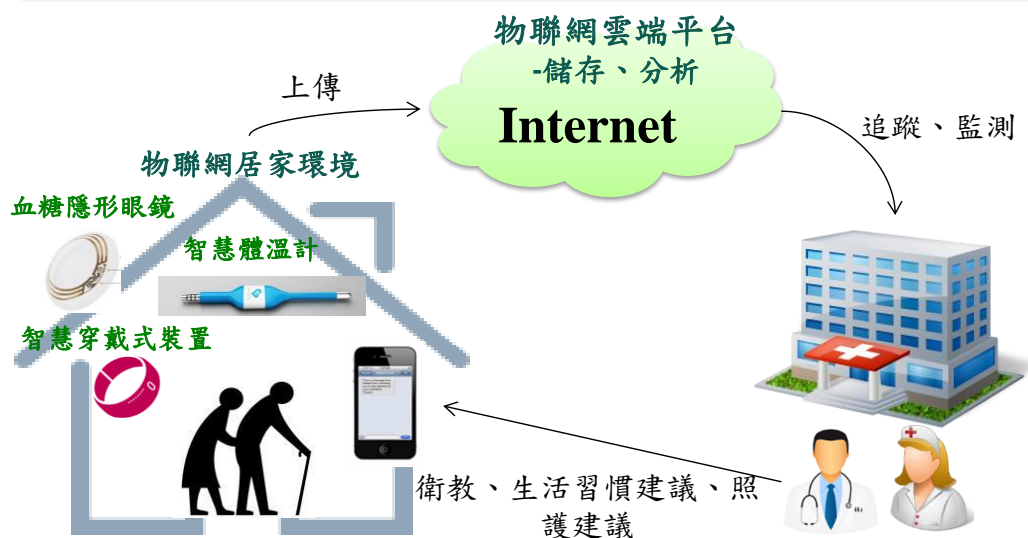 物聯網雲端平台
-儲存、分析
Internet
上傳
追蹤、監測
物聯網居家環境
血糖隱形眼鏡
智慧體溫計
智慧穿戴式裝置
衛教、生活習慣建議、照
護建議